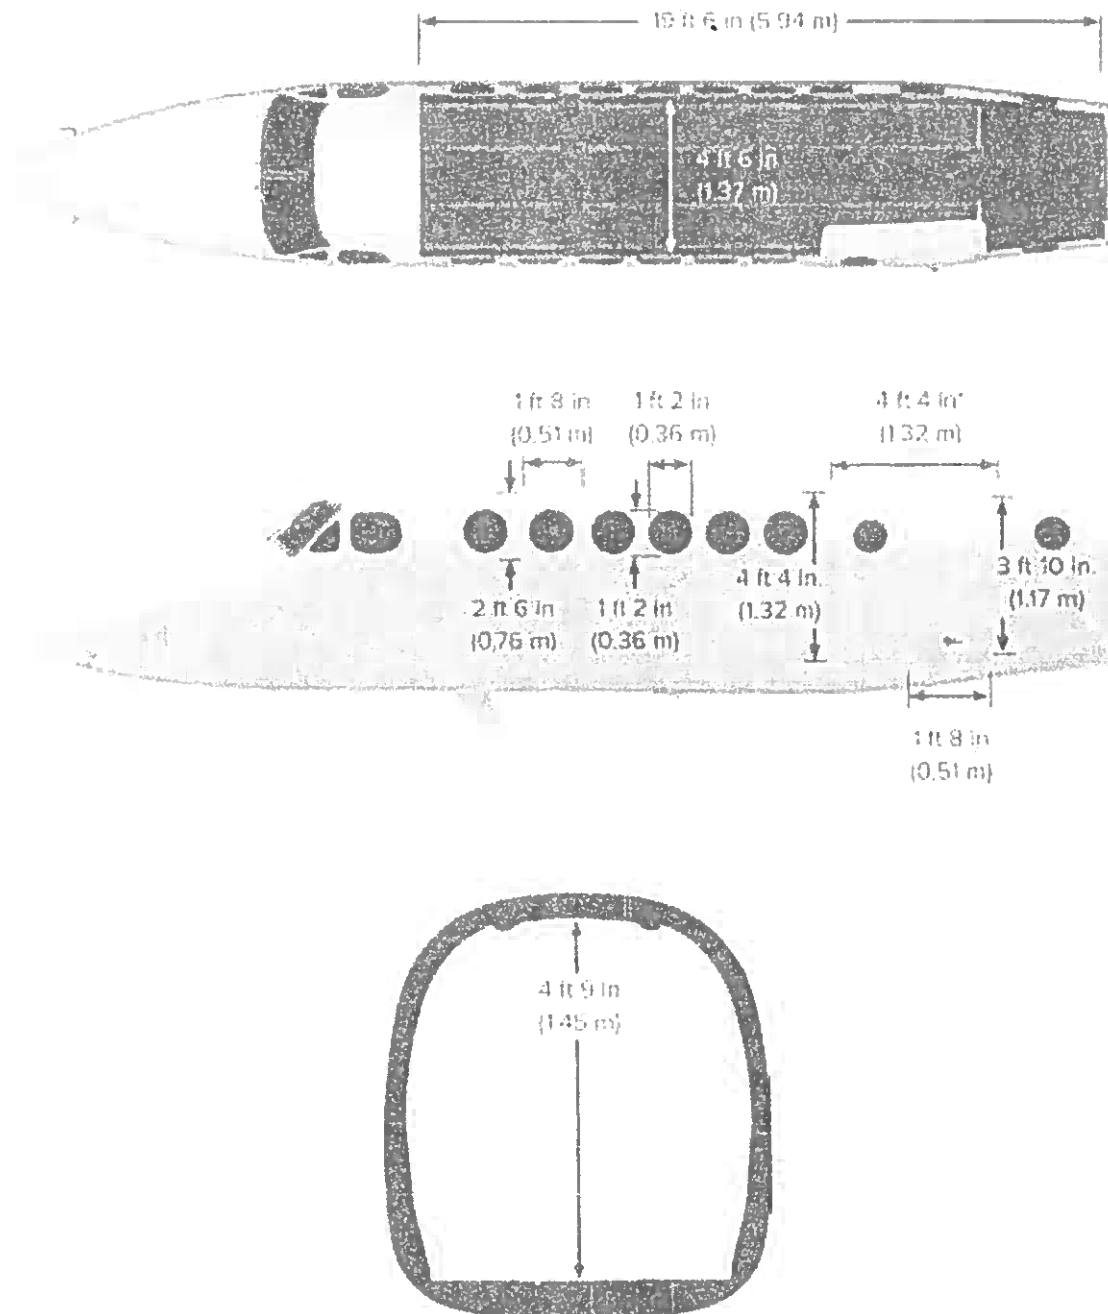 19 ft 6 in (5.94 m)
4 ft 6 in
(1.37 m)
1 ft 8 in
(0.51 m)
1 ft 2 in
(0.36 m)
4 ft 4 in
(1.32 m)
2 ft 6 in
(0.76 m)
1 ft 2 in
(0.36 m)
4 ft 4 in.
(1.32 m)
3 ft 10 in.
(1.17 m)
1 ft 8 in
(0.51 m)
4 ft 9 in
(1.45 m)